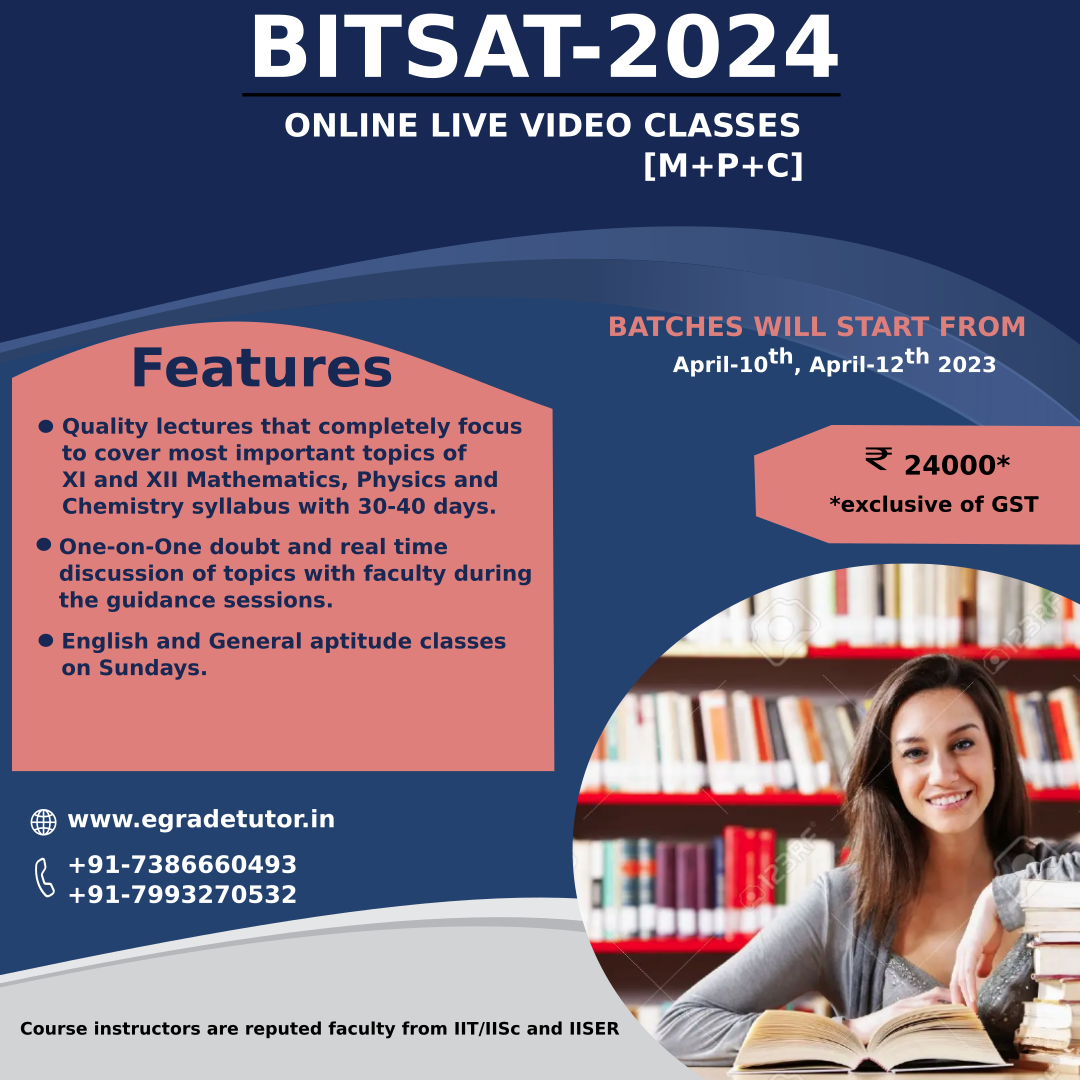 BITSAT-2024
ONLINE LIVE VIDEO CLASSES
[M+P+C]
BATCHES WILL START FROM
April-10th, April-12th 2023
Features
Quality lectures that completely focus
to cover most important topics of
XI and XII Mathematics, Physics and
Chemistry syllabus with 30-40 days.
One-on-One doubt and real time
discussion of topics with faculty during
the guidance sessions.
English and General aptitude classes
on Sundays.
₹ 24000*
*exclusive of GST
123RF
123RF
www.egradetutor.in
+91-7386660493
+91-7993270532
Course instructors are reputed faculty from IIT/IISc and IISER